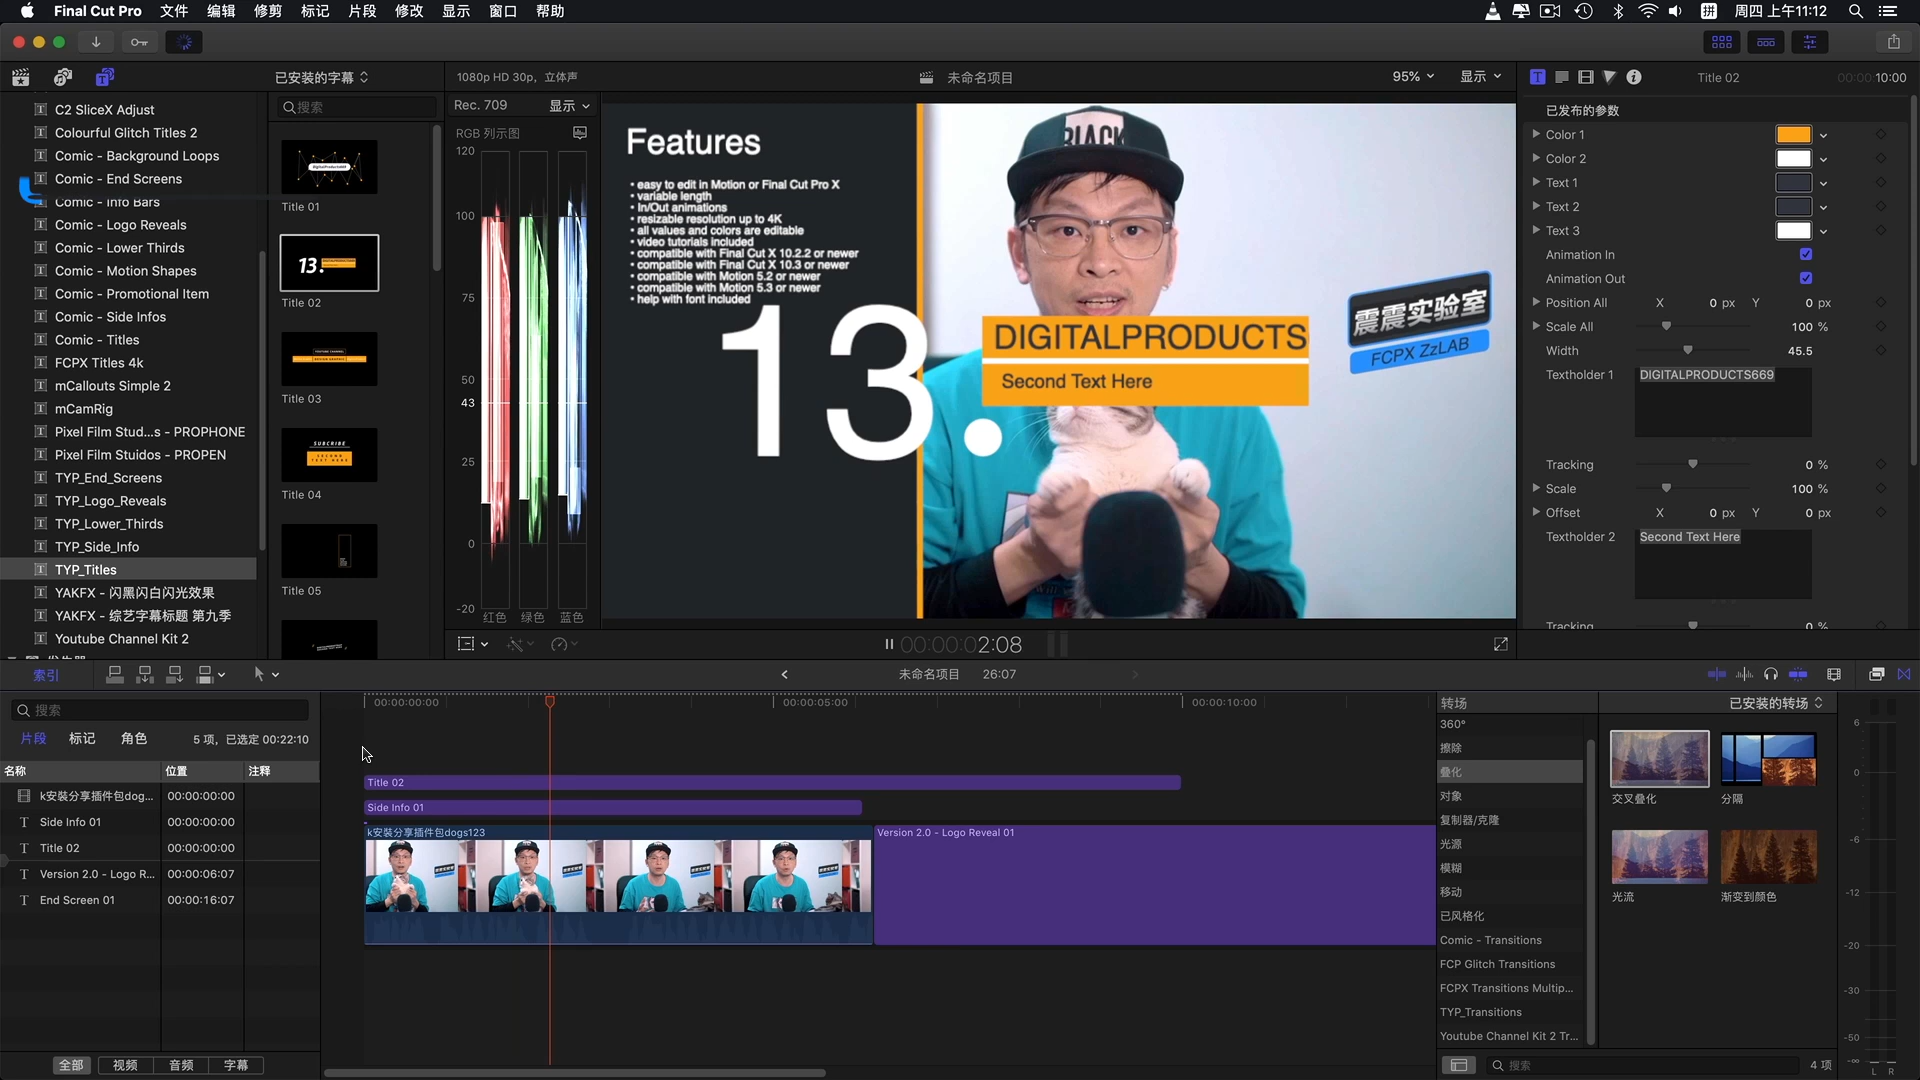 Final Cut Pro 文件 编辑 修剪 标记 片段 修改 显示 窗口 帮助
拼 周四 上午11:12
已安装的字幕
1080p HD 30p, 立体声
未命名项目
95%
显示
Title 02
00:00:10:00
C2 SliceX Adjust
Colourful Glitch Titles 2
Comic - Background Loops
Comic - End Screens
Comic - Info Bars
Comic - Logo Reveals
Comic - Lower Thirds
Comic - Motion Shapes
Comic - Promotional Item
Comic - Side Infos
Comic - Titles
FCPX Titles 4k
mCallouts Simple 2
mCamRig
Pixel Film Stud...s - PROPHONE
Pixel Film Stuidos - PROPEN
TYP_End_Screens
TYP_Logo_Reveals
TYP_Lower_Thirds
TYP_Side_Info
TYP_Titles
YAKFX - 闪黑闪白闪光效果
YAKFX - 综艺字幕标题 第九季
Youtube Channel Kit 2
搜索
Title 01
13.
Title 02
Title 03
SUBCRIBE
SECOND
TEXT HERE
Title 04
Title 05
Rec. 709
显示
RGB 列示图
120
100
75
50
43
25
0
-20
红色
绿色
蓝色
Features
• easy to edit in Motion or Final Cut Pro X
• variable length
• In/Out animations
• resizable resolution up to 4K
• all values and colors are editable
• video tutorials included
• compatible with Final Cut X 10.2.2 or newer
• compatible with Final Cut X 10.3 or newer
• compatible with Motion 5.2 or newer
• compatible with Motion 5.3 or newer
• help with font included
BLACK
13.
DIGITALPRODUCTS
Second Text Here
震震实验室
FCPX ZzLAB
00:00:02:08
已发布的参数
Color 1
Color 2
Text 1
Text 2
Text 3
Animation In
Animation Out
Position All X 0 px Y 0 px
Scale All 100 %
Width 45.5
Textholder 1 DIGITALPRODUCTS669
Tracking 0 %
Scale 100 %
Offset X 0 px Y 0 px
Textholder 2 Second Text Here
Tracking 0 %
索引
未命名项目 26:07
搜索
片段 标记 角色 5 项, 已选定 00:22:10
名称 位置 注释
k安裝分享插件包dog... 00:00:00:00
Side Info 01 00:00:00:00
Title 02 00:00:00:00
Version 2.0 - Logo R... 00:00:06:07
End Screen 01 00:00:16:07
全部 视频 音频 字幕
00:00:00:00
00:00:05:00
00:00:10:00
Title 02
Side Info 01
k安裝分享插件包dogs123
Version 2.0 - Logo Reveal 01
转场
360°
擦除
叠化
对象
复制器/克隆
光源
模糊
移动
已风格化
Comic - Transitions
FCP Glitch Transitions
FCPX Transitions Multip...
TYP_Transitions
Youtube Channel Kit 2 Tr...
已安装的转场
交叉叠化
分隔
光流
渐变到颜色
搜索
4 项
6
0
-6
-12
-20
-30
-50
-∞
L R